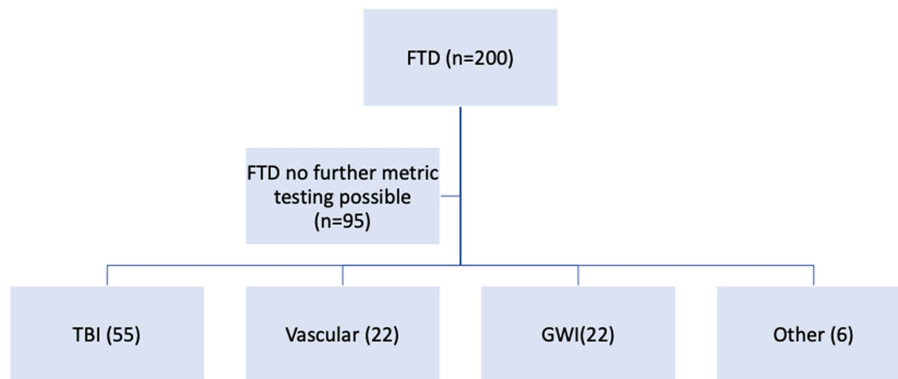 FTD (n=200)
FTD no further metric
testing possible
(n=95)
TBI (55)
Vascular (22)
GWI(22)
Other (6)